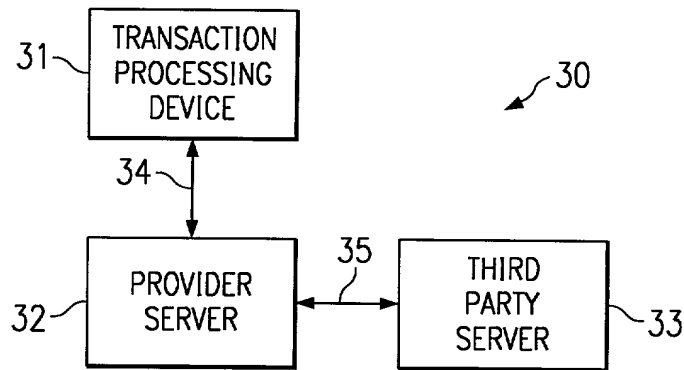 31
TRANSACTION
PROCESSING
DEVICE
30
34
32
PROVIDER
SERVER
35
THIRD
PARTY
SERVER
33